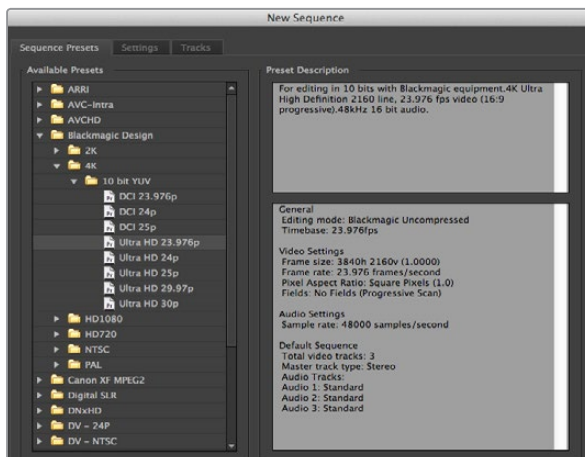 New Sequence
Sequence Presets Settings Tracks
Available Presets
ARRI
AVC-Intra
AVCHD
Blackmagic Design
2K
4K
10 bit YUV
DCI 23.976p
DCI 24p
DCI 25p
Ultra HD 23.976p
Ultra HD 24p
Ultra HD 25p
Ultra HD 29.97p
Ultra HD 30p
HD1080
HD720
NTSC
PAL
Canon XF MPEG2
Digital SLR
DNxHD
DV - 24P
DV - NTSC
Preset Description
For editing in 10 bits with Blackmagic equipment.4K Ultra
High Definition 2160 line, 23.976 fps video (16:9
progressive).48kHz 16 bit audio.
General
Editing mode: Blackmagic Uncompressed
Timebase: 23.976fps
Video Settings
Frame size: 3840h 2160v (1.0000)
Frame rate: 23.976 frames/second
Pixel Aspect Ratio: Square Pixels (1.0)
Fields: No Fields (Progressive Scan)
Audio Settings
Sample rate: 48000 samples/second
Default Sequence
Total video tracks: 3
Master track type: Stereo
Audio Tracks:
Audio 1: Standard
Audio 2: Standard
Audio 3: Standard